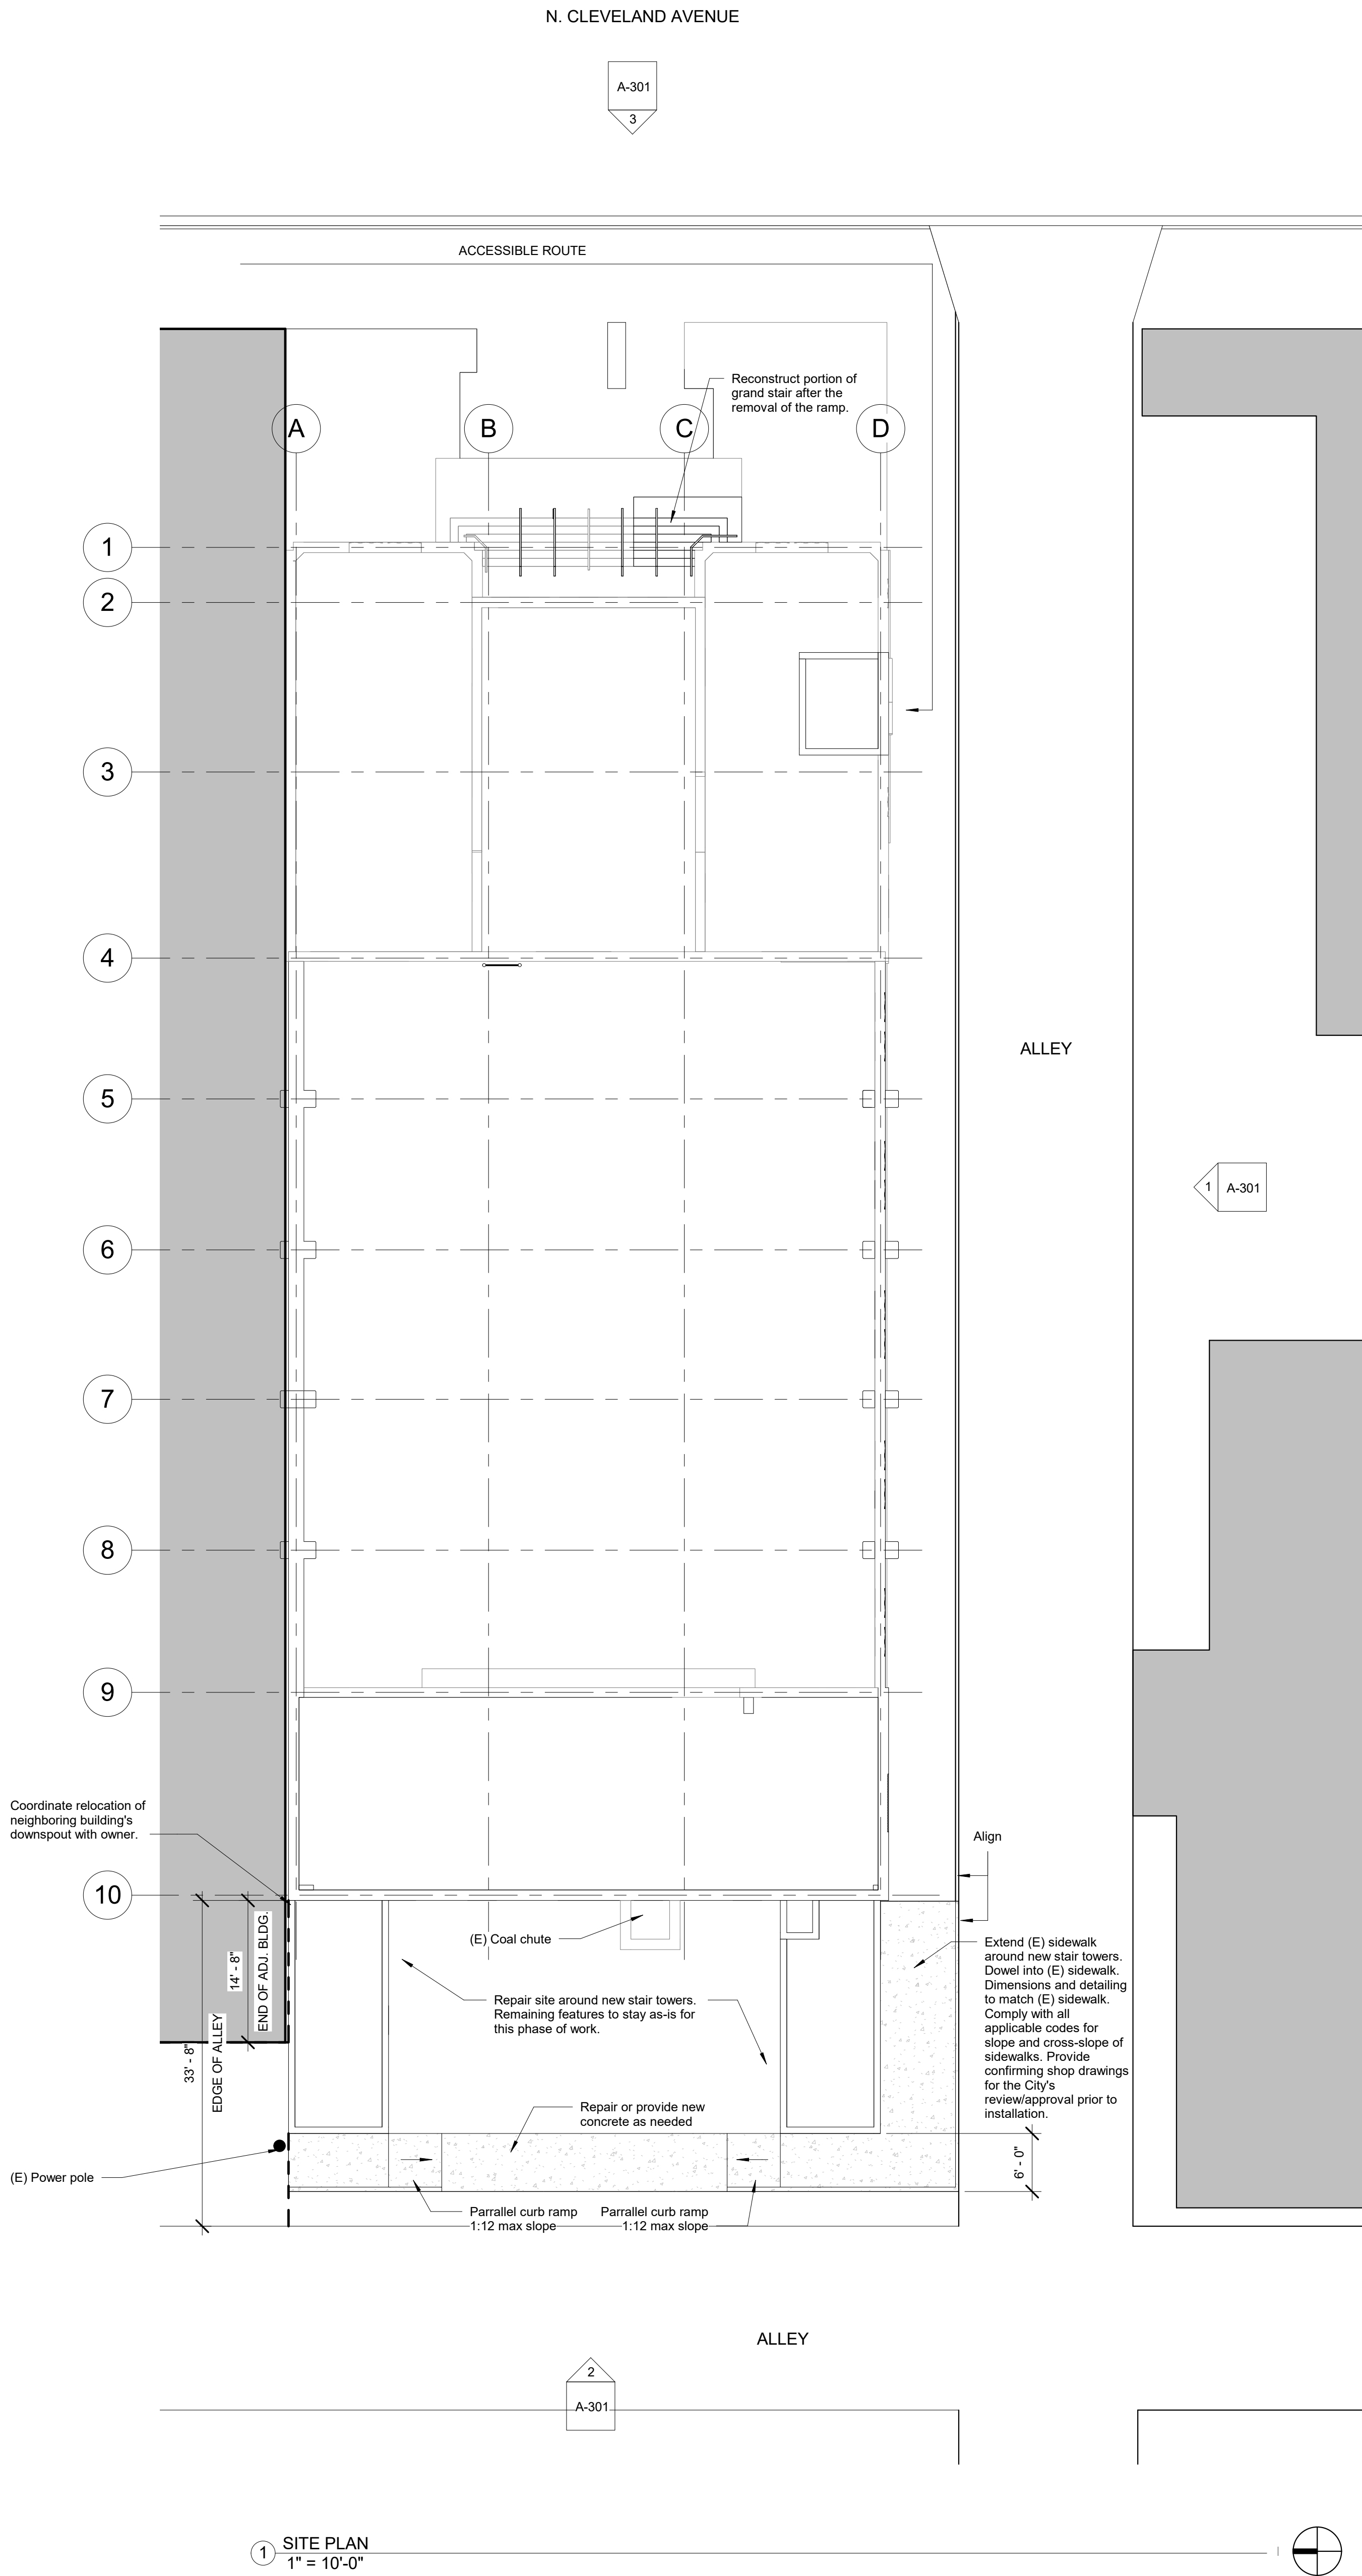 N. CLEVELAND AVENUE
A-301
3
ACCESSIBLE ROUTE
Reconstruct portion of
grand stair after the
removal of the ramp.
A
B
C
D
1
2
3
4
ALLEY
5
1
A-301
6
7
8
9
Coordinate relocation of
neighboring building's
downspout with owner.
Align
10
14' - 8"
END OF ADJ. BLDG.
33' - 8"
EDGE OF ALLEY
(E) Coal chute
Extend (E) sidewalk
around new stair towers.
Dowel into (E) sidewalk.
Dimensions and detailing
to match (E) sidewalk.
Comply with all
applicable codes for
slope and cross-slope of
sidewalks. Provide
confirming shop drawings
for the City's
review/approval prior to
installation.
Repair site around new stair towers.
Remaining features to stay as-is for
this phase of work.
Repair or provide new
concrete as needed
6' - 0"
(E) Power pole
Parrallel curb ramp
1:12 max slope
Parrallel curb ramp
1:12 max slope
ALLEY
2
A-301
1
SITE PLAN
1" = 10'-0"